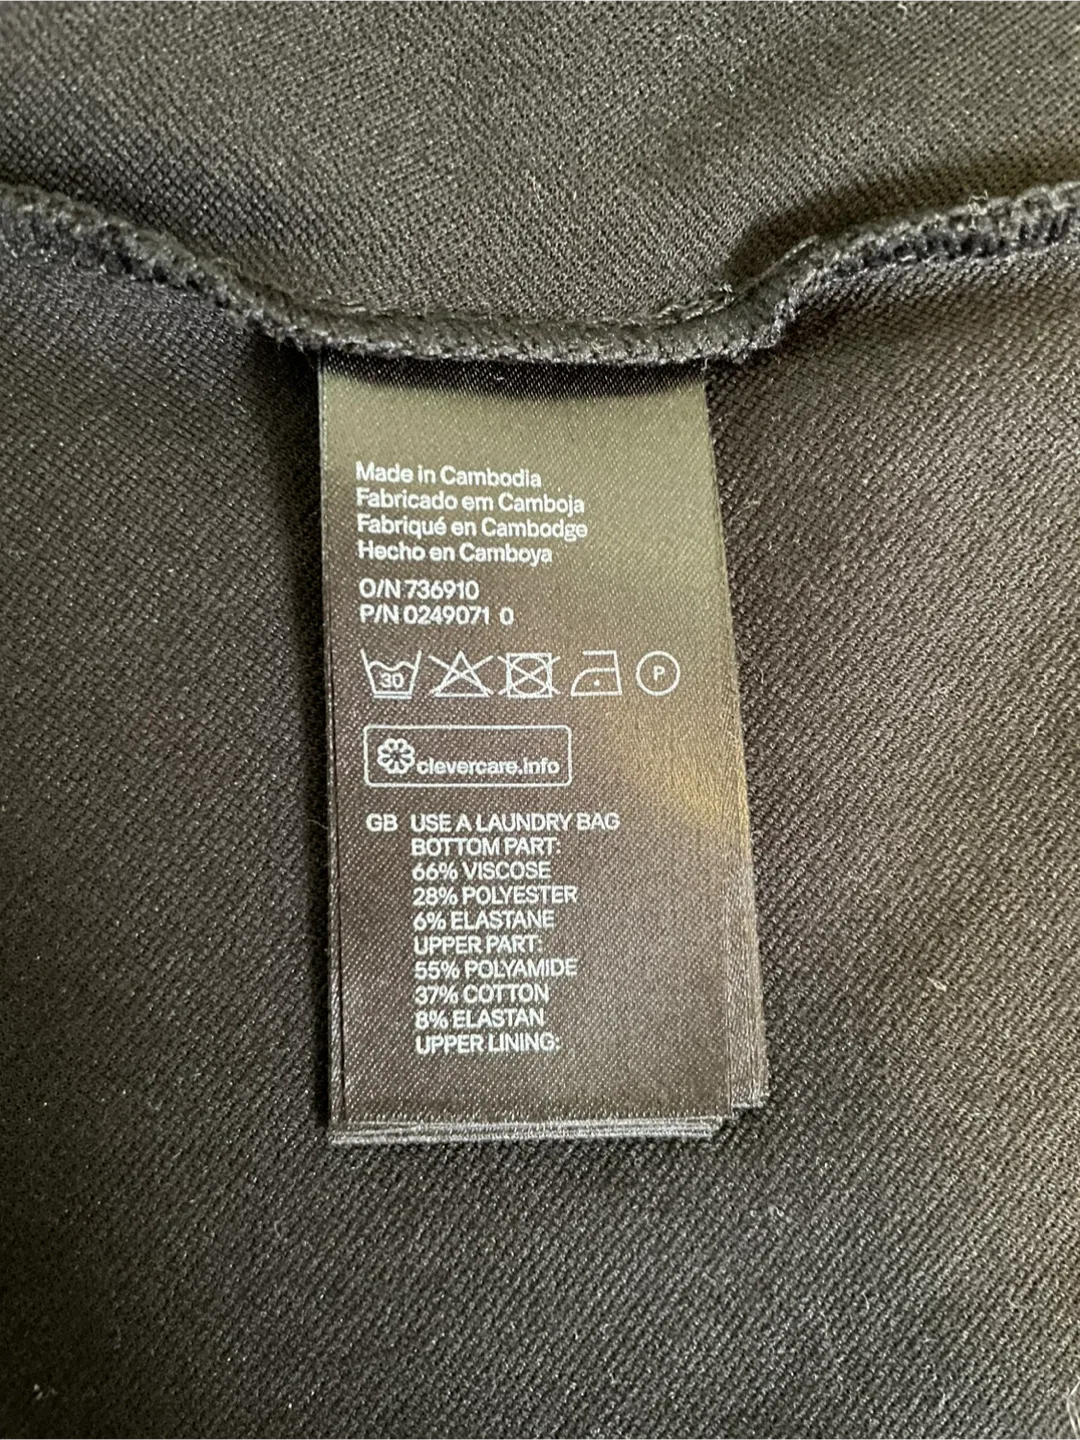 Made in Cambodia
Fabricado em Camboja
Fabriqué en Cambodge
Hecho en Camboya
O/N 736910
P/N 0249071 0
30 P
clevercare.info
GB USE A LAUNDRY BAG
BOTTOM PART:
66% VISCOSE
28% POLYESTER
6% ELASTANE
UPPER PART:
55% POLYAMIDE
37% COTTON
8% ELASTAN
UPPER LINING: